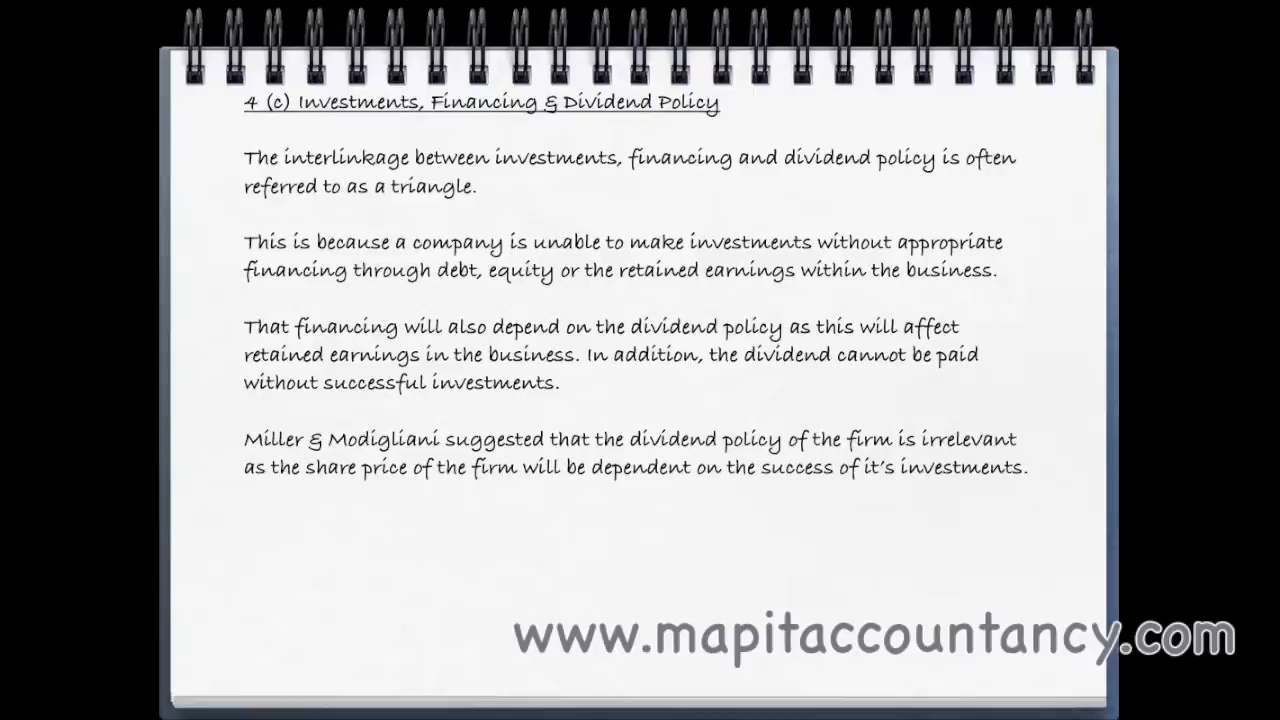 4 (c) Investments, Financing & Dividend Policy
The interlinkage between investments, financing and dividend policy is often
referred to as a triangle.
This is because a company is unable to make investments without appropriate
financing through debt, equity or the retained earnings within the business.
That financing will also depend on the dividend policy as this will affect
retained earnings in the business. In addition, the dividend cannot be paid
without successful investments.
Miller & Modigliani suggested that the dividend policy of the firm is irrelevant
as the share price of the firm will be dependent on the success of it's investments.
www.mapitaccountancy.com